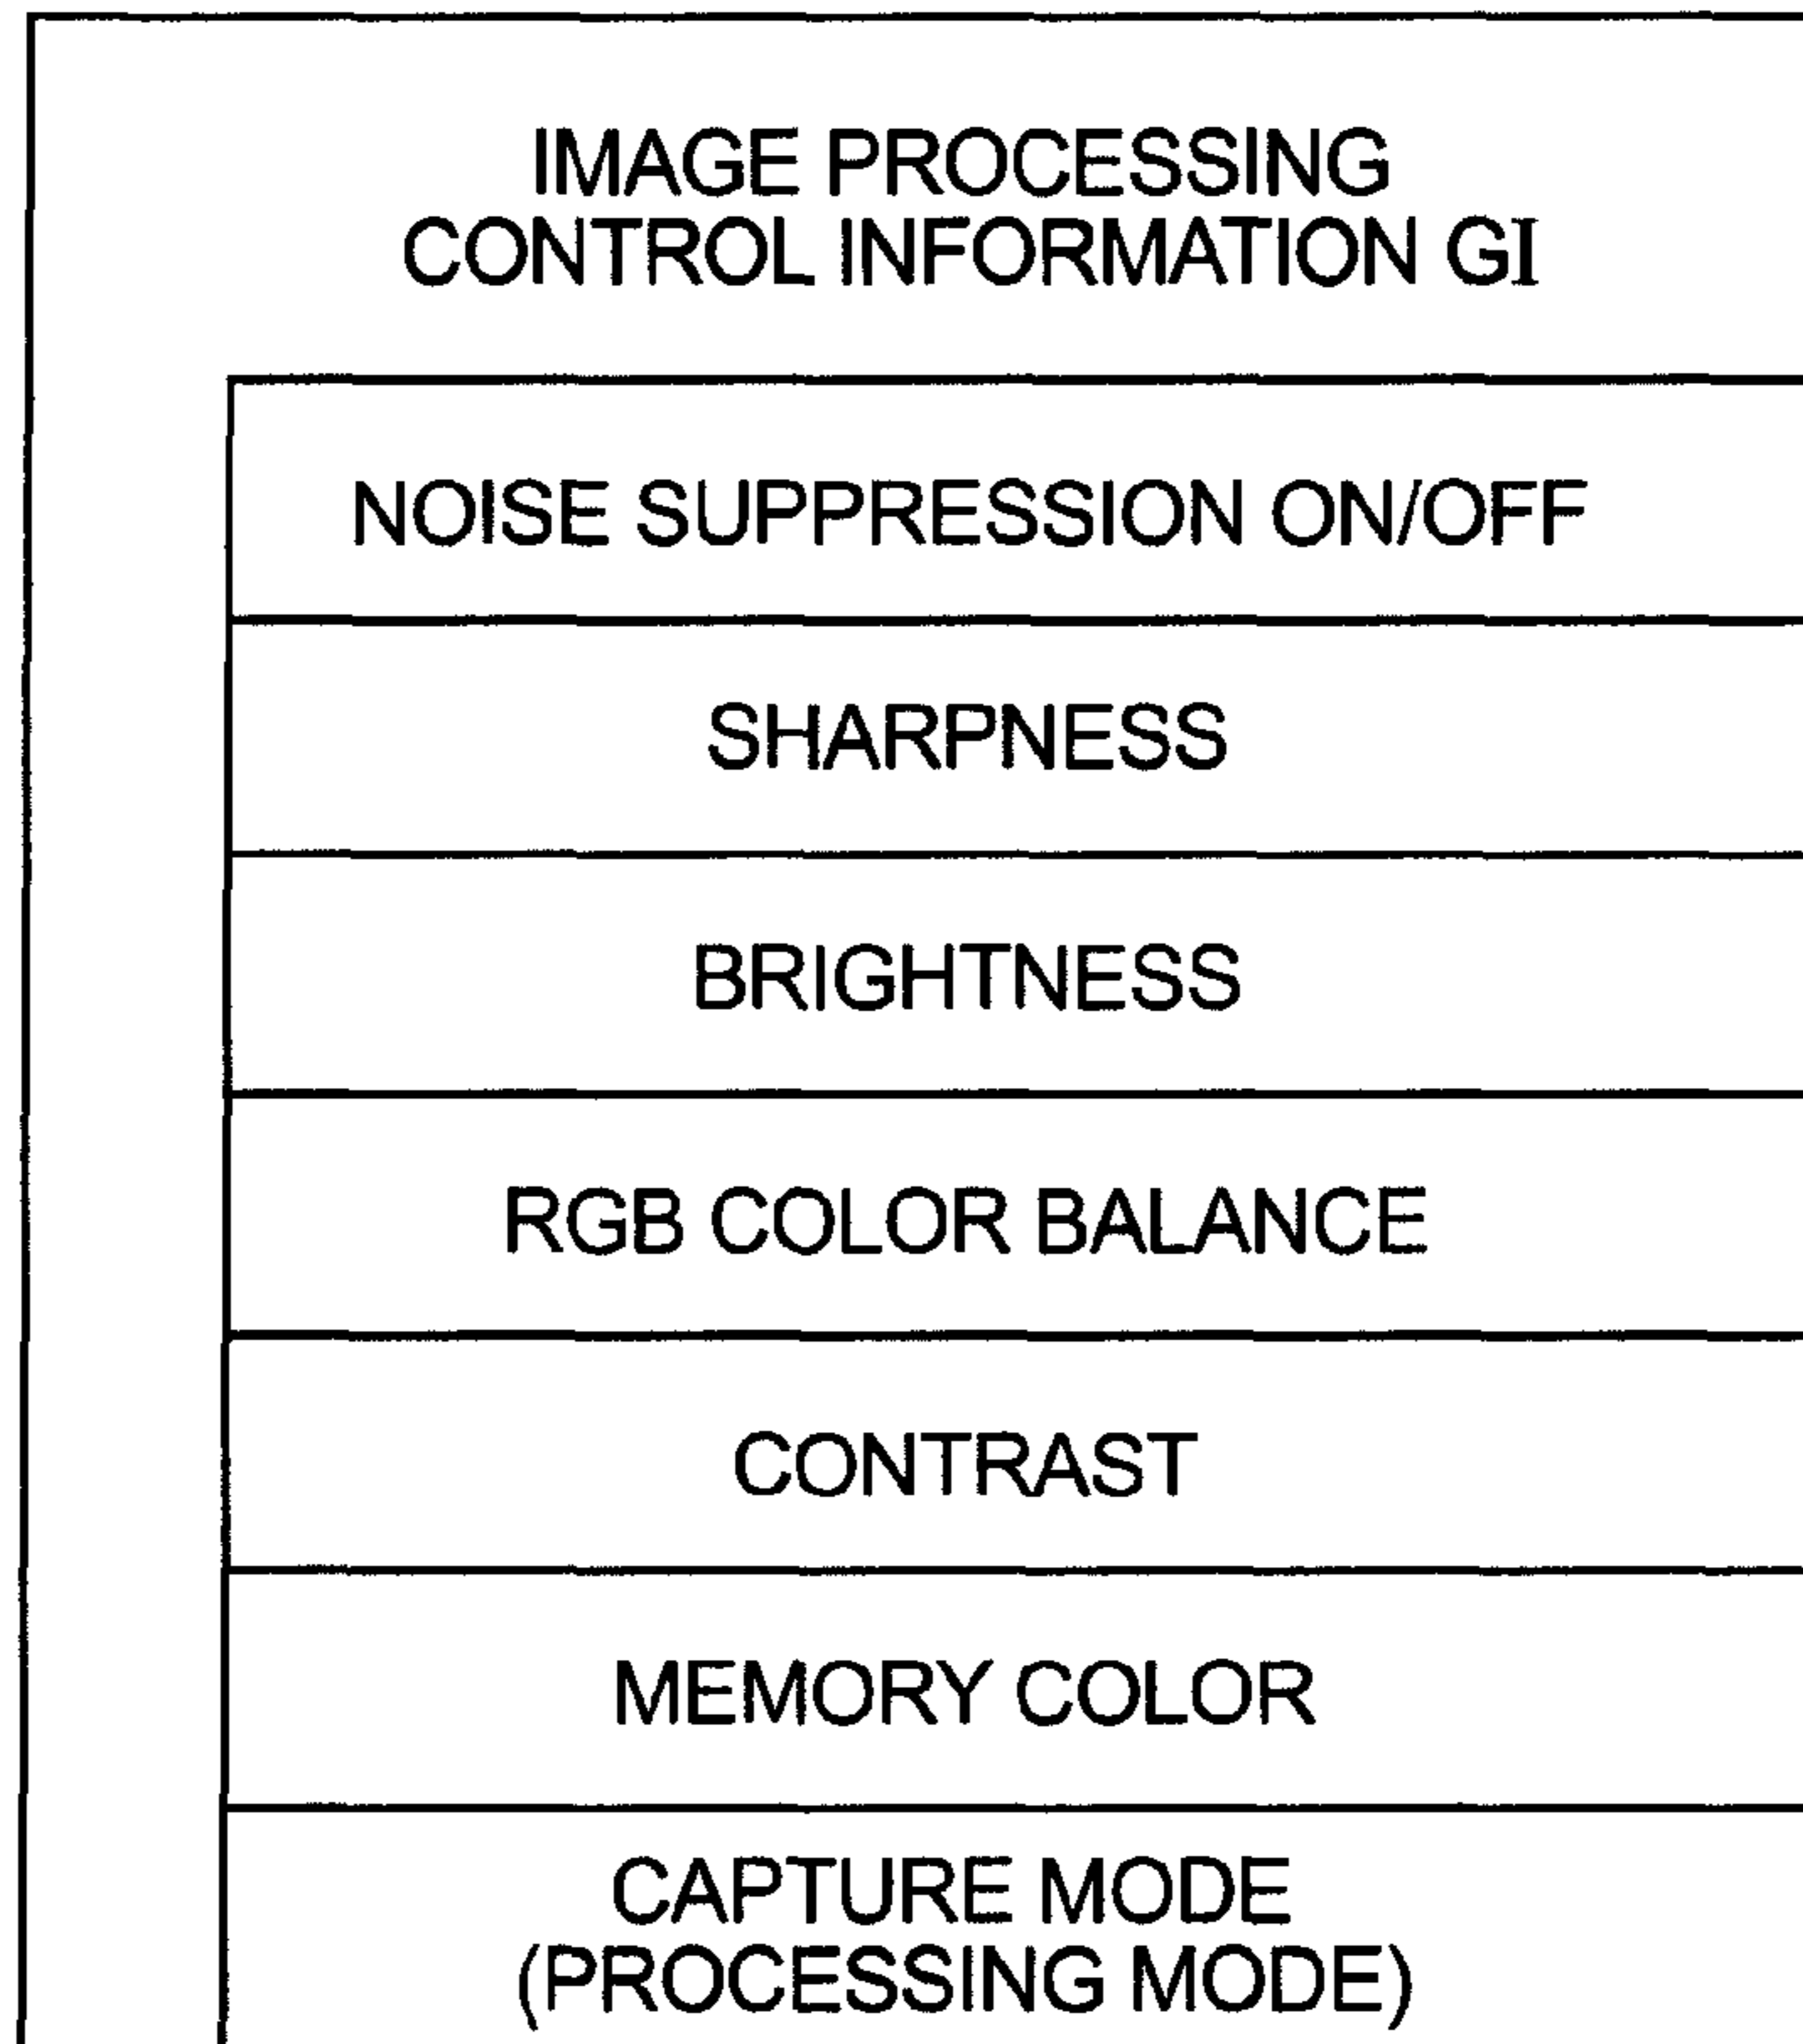 IMAGE PROCESSING
CONTROL INFORMATION GI
NOISE SUPPRESSION ON/OFF
SHARPNESS
BRIGHTNESS
RGB COLOR BALANCE
CONTRAST
MEMORY COLOR
CAPTURE MODE
(PROCESSING MODE)